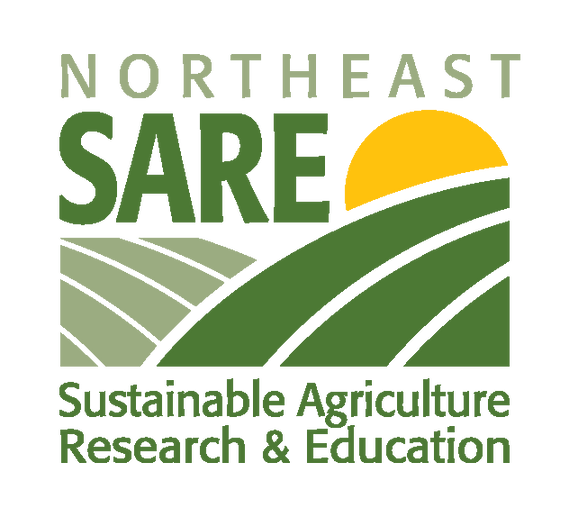 NORTHEAST
SARE
Sustainable Agriculture
Research & Education